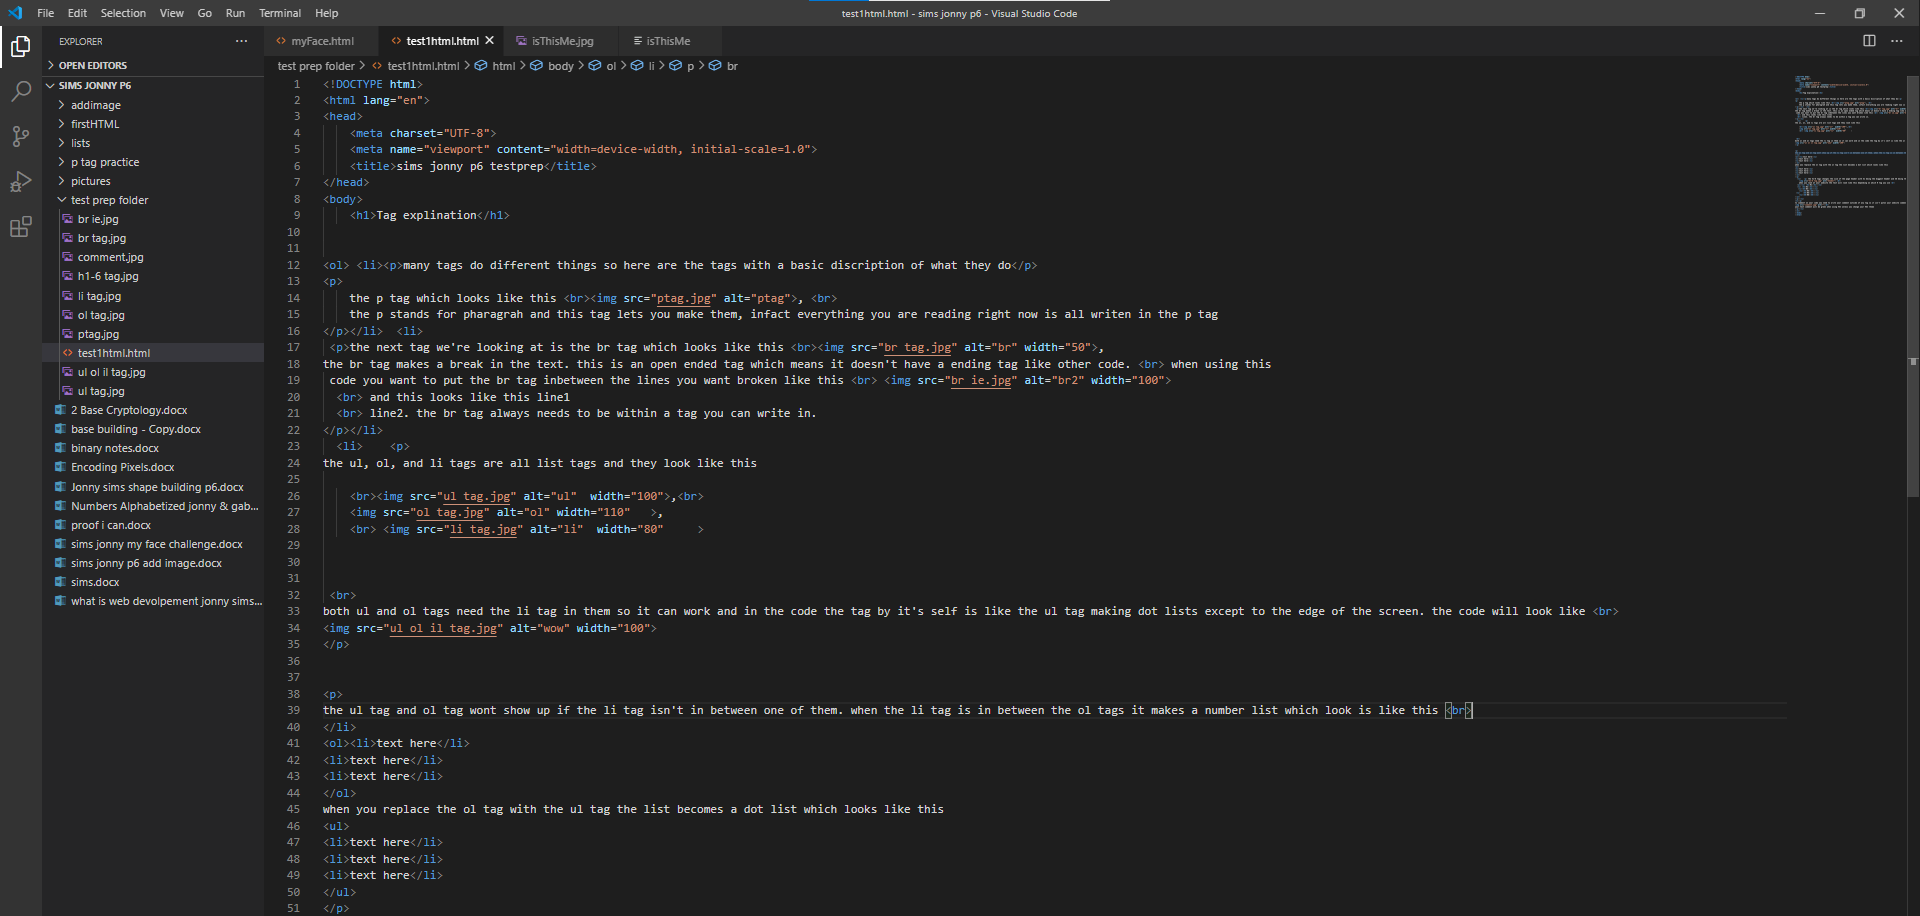 File Edit Selection View Go Run Terminal Help
test1html.html - sims jonny p6 - Visual Studio Code
EXPLORER
OPEN EDITORS
SIMS JONNY P6
addimage
firstHTML
lists
p tag practice
pictures
test prep folder
br ie.jpg
br tag.jpg
comment.jpg
h1-6 tag.jpg
li tag.jpg
ol tag.jpg
ptag.jpg
test1html.html
ul ol il tag.jpg
ul tag.jpg
2 Base Cryptology.docx
base building - Copy.docx
binary notes.docx
Encoding Pixels.docx
Jonny sims shape building p6.docx
Numbers Alphabetized jonny & gab...
proof i can.docx
sims jonny my face challenge.docx
sims jonny p6 add image.docx
sims.docx
what is web devolpement jonny sims...
myFace.html test1html.html isThisMe.jpg isThisMe
test prep folder > test1html.html > html > body > ol > li > p > br
1 <!DOCTYPE html>
2 <html lang="en">
3 <head>
4 <meta charset="UTF-8">
5 <meta name="viewport" content="width=device-width, initial-scale=1.0">
6 <title>sims jonny p6 testprep</title>
7 </head>
8 <body>
9 <h1>Tag explination</h1>
10
11
12 <ol> <li><p>many tags do different things so here are the tags with a basic discription of what they do</p>
13 <p>
14 the p tag which looks like this <br><img src="ptag.jpg" alt="ptag">, <br>
15 the p stands for pharagrah and this tag lets you make them, infact everything you are reading right now is all writen in the p tag
16 </p></li> <li>
17 <p>the next tag we're looking at is the br tag which looks like this <br><img src="br tag.jpg" alt="br" width="50">,
18 the br tag makes a break in the text. this is an open ended tag which means it doesn't have a ending tag like other code. <br> when using this
19 code you want to put the br tag inbetween the lines you want broken like this <br> <img src="br ie.jpg" alt="br2" width="100">
20 <br> and this looks like this line1
21 <br> line2. the br tag always needs to be within a tag you can write in.
22 </p></li>
23 <li> <p>
24 the ul, ol, and li tags are all list tags and they look like this
25
26 <br><img src="ul tag.jpg" alt="ul" width="100">,<br>
27 <img src="ol tag.jpg" alt="ol" width="110" >,
28 <br> <img src="li tag.jpg" alt="li" width="80" >
29
30
31
32 <br>
33 both ul and ol tags need the li tag in them so it can work and in the code the tag by it's self is like the ul tag making dot lists except to the edge of the screen. the code will look like <br>
34 <img src="ul ol il tag.jpg" alt="wow" width="100">
35 </p>
36
37
38 <p>
39 the ul tag and ol tag wont show up if the li tag isn't in between one of them. when the li tag is in between the ol tags it makes a number list which look is like this <br>
40 </li>
41 <ol><li>text here</li>
42 <li>text here</li>
43 <li>text here</li>
44 </ol>
45 when you replace the ol tag with the ul tag the list becomes a dot list which looks like this
46 <ul>
47 <li>text here</li>
48 <li>text here</li>
49 <li>text here</li>
50 </ul>
51 </p>